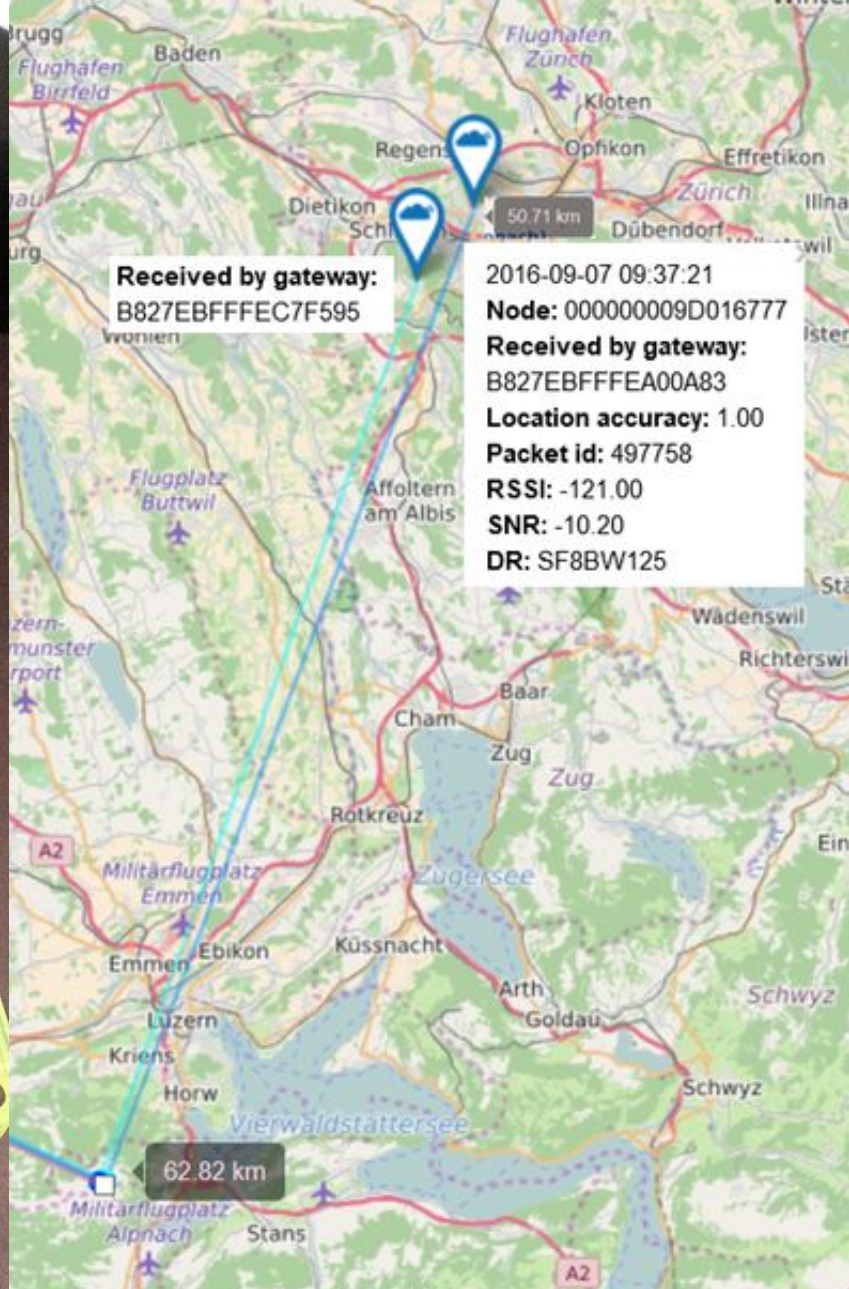 Flughafen
Zürich
Baden
Flughafen
Birrfeld
Kloten
Opfikon
Effretikon
Zürich
Dietikon
50.71 km
Dübendorf
Received by gateway:
B827EBFFFEC7F595
2016-09-07 09:37:21
Node: 000000009D016777
Received by gateway:
B827EBFFFEA00A83
Location accuracy: 1.00
Packet id: 497758
RSSI: -121.00
SNR: -10.20
DR: SF8BW125
Wohlen
Flugplatz
Buttwil
Affoltern
am Albis
Wädenswil
Richterswi
Baar
Cham
Zug
Zug
Rotkreuz
A2
Militärflugplatz
Emmen
Zugersee
Ebikon
Küssnacht
Emmen
Arth
Goldau
Schwyz
Luzern
Kriens
Horw
Schwyz
Vierwaldstättersee
62.82 km
Militärflugplatz
Alpnach
Stans
A2